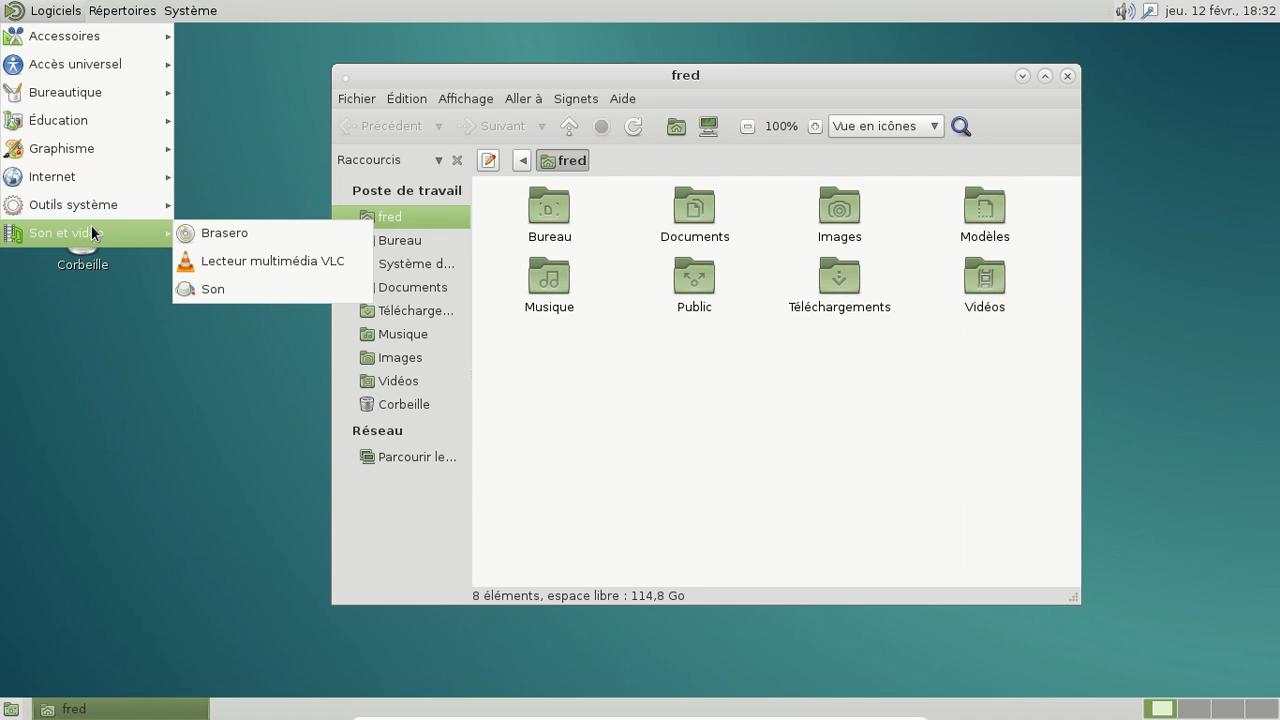 Logiciels Répertoires Système
jeu. 12 févr., 18:32
Accessoires
Accès universel
Bureautique
Éducation
Graphisme
Internet
Outils système
Son et vidéo
Brasero
Lecteur multimédia VLC
Son
Corbeille
fred
Fichier Édition Affichage Aller à Signets Aide
Précédent Suivant 100% Vue en icônes
Raccourcis
fred
Poste de travail
fred
Bureau
Système d...
Documents
Télécharge...
Musique
Images
Vidéos
Corbeille
Réseau
Parcourir le...
Bureau Documents Images Modèles
Musique Public Téléchargements Vidéos
8 éléments, espace libre : 114,8 Go
fred